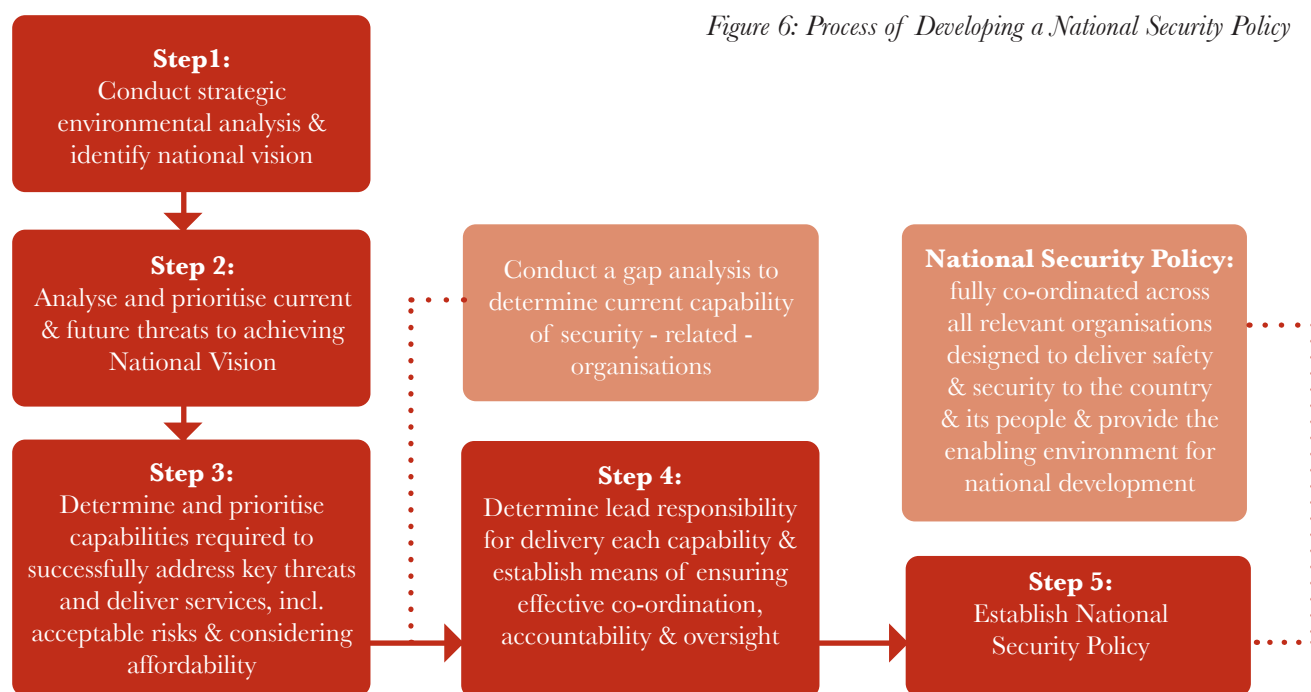 Figure 6: Process of Developing a National Security Policy
Step1:
Conduct strategic
environmental analysis &
identify national vision
Step 2:
Analyse and prioritise current
& future threats to achieving
National Vision
Conduct a gap analysis to
determine current capability
of security - related -
organisations
National Security Policy:
fully co-ordinated across
all relevant organisations
designed to deliver safety
& security to the country
& its people & provide the
enabling environment for
national development
Step 3:
Determine and prioritise
capabilities required to
successfully address key threats
and deliver services, incl.
acceptable risks & considering
affordability
Step 4:
Determine lead responsibility
for delivery each capability &
establish means of ensuring
effective co-ordination,
accountability & oversight
Step 5:
Establish National
Security Policy